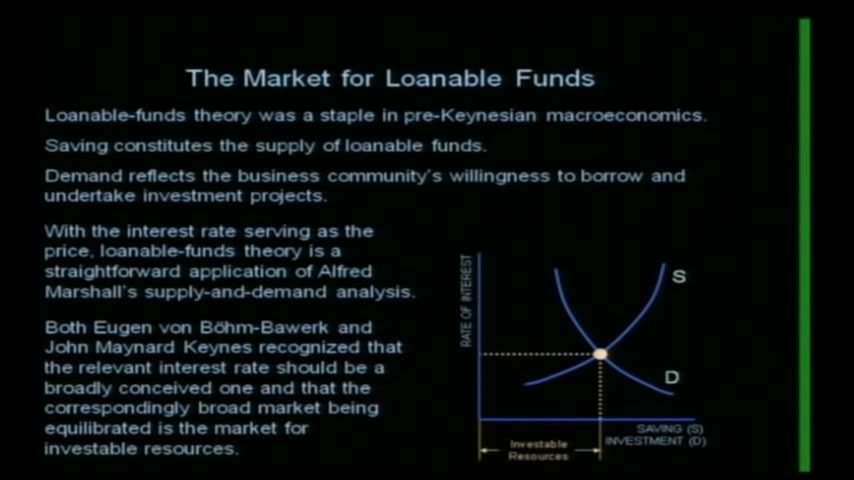 The Market for Loanable Funds
Loanable-funds theory was a staple in pre-Keynesian macroeconomics.
Saving constitutes the supply of loanable funds.
Demand reflects the business community's willingness to borrow and
undertake investment projects.
With the interest rate serving as the
price, loanable-funds theory is a
straightforward application of Alfred
Marshall's supply-and-demand analysis.
Both Eugen von Böhm-Bawerk and
John Maynard Keynes recognized that
the relevant interest rate should be a
broadly conceived one and that the
correspondingly broad market being
equilibrated is the market for
investable resources.
RATE OF INTEREST
S
D
SAVING (S)
INVESTMENT (D)
Investable
Resources